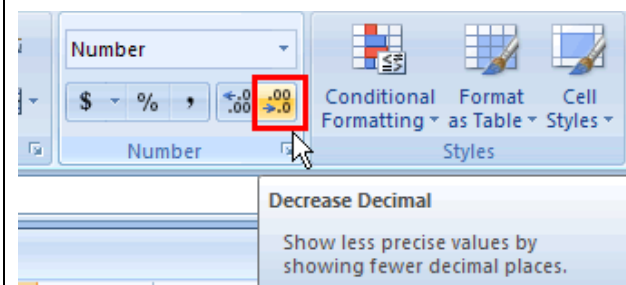 Number
$ % , .0 .00 .00 .0
Conditional Formatting
Format as Table
Cell Styles
Number
Styles
Decrease Decimal
Show less precise values by
showing fewer decimal places.